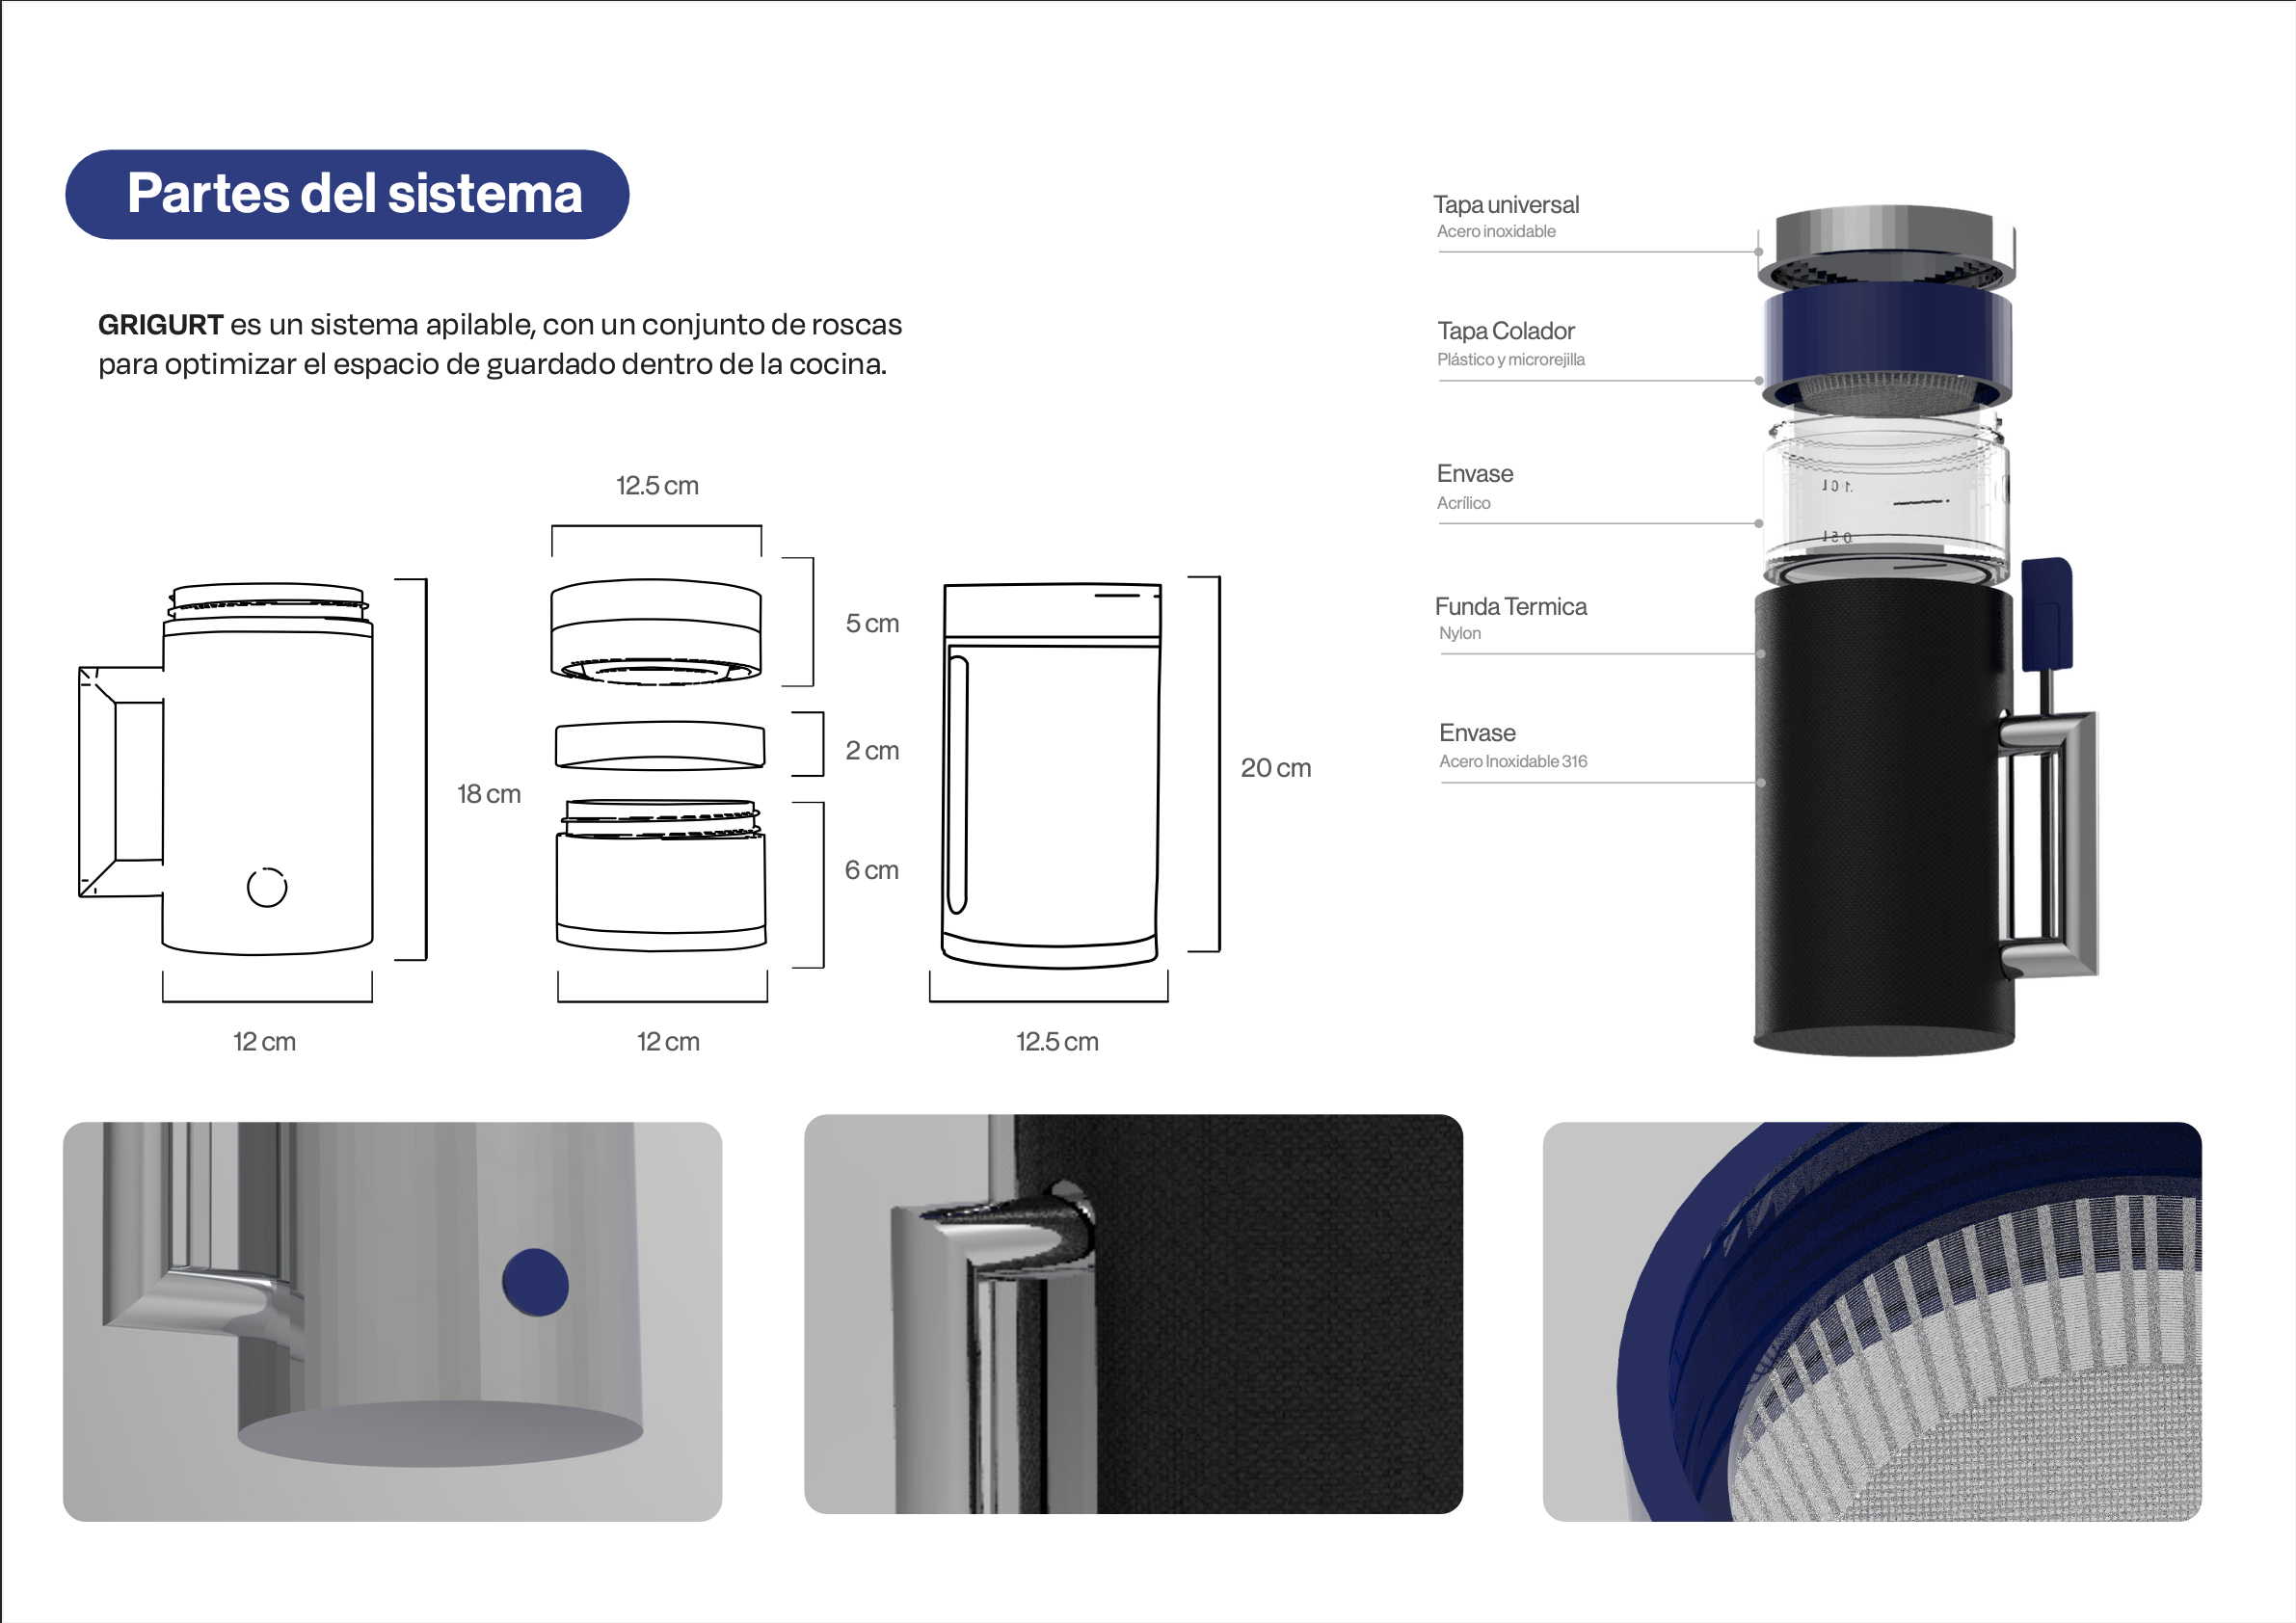 Partes del sistema
GRIGURT es un sistema apilable, con un conjunto de roscas
para optimizar el espacio de guardado dentro de la cocina.
12.5 cm
5 cm
2 cm
18 cm
6 cm
20 cm
12 cm
12 cm
12.5 cm
Tapa universal
Acero inoxidable
Tapa Colador
Plástico y microrejilla
Envase
Acrílico
Funda Termica
Nylon
Envase
Acero Inoxidable 316